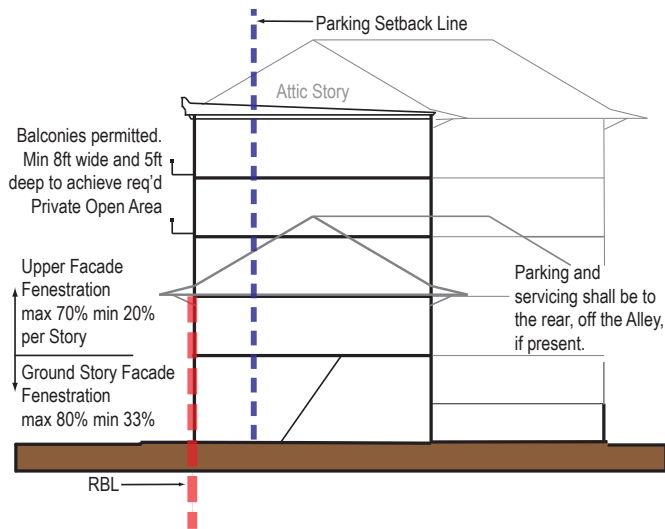 Parking Setback Line
Attic Story
Balconies permitted.
Min 8ft wide and 5ft
deep to achieve req'd
Private Open Area
Upper Facade
Fenestration
max 70% min 20%
per Story
Parking and
servicing shall be to
the rear, off the Alley,
if present.
Ground Story Facade
Fenestration
max 80% min 33%
RBL